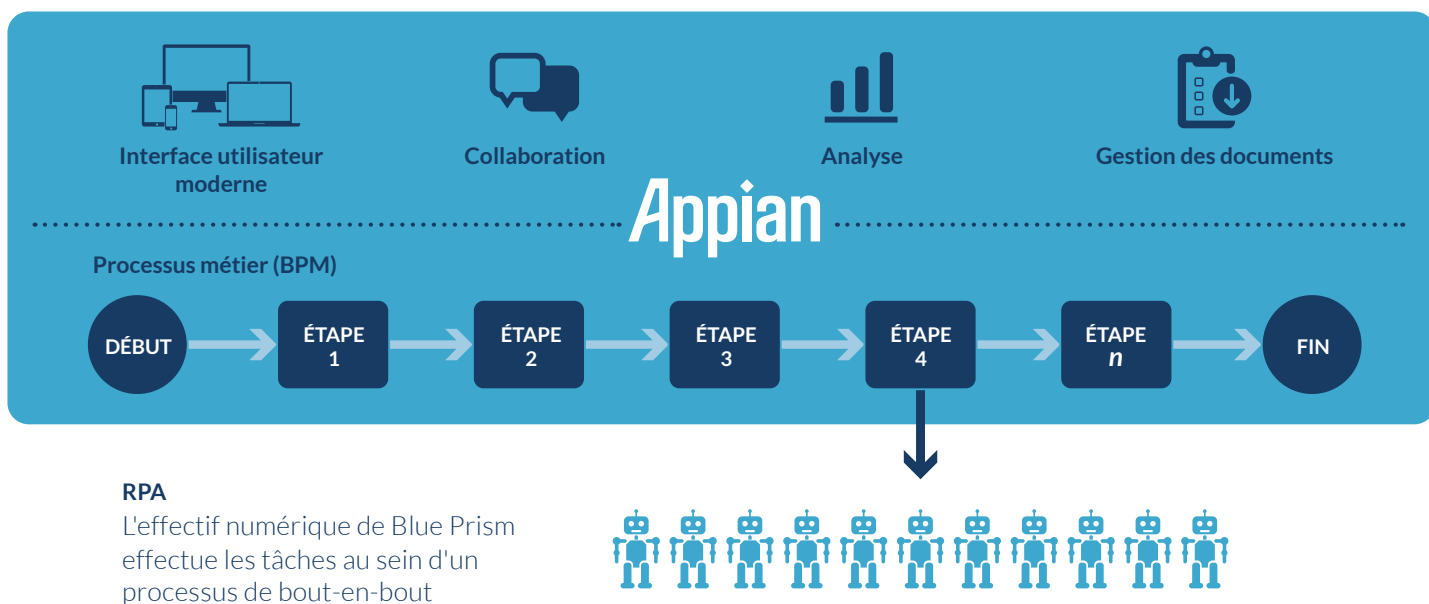 Interface utilisateur
moderne
Collaboration
Analyse
Gestion des documents
Appian
Processus métier (BPM)
DÉBUT
ÉTAPE
1
ÉTAPE
2
ÉTAPE
3
ÉTAPE
4
ÉTAPE
n
FIN
RPA
L'effectif numérique de Blue Prism
effectue les tâches au sein d'un
processus de bout-en-bout